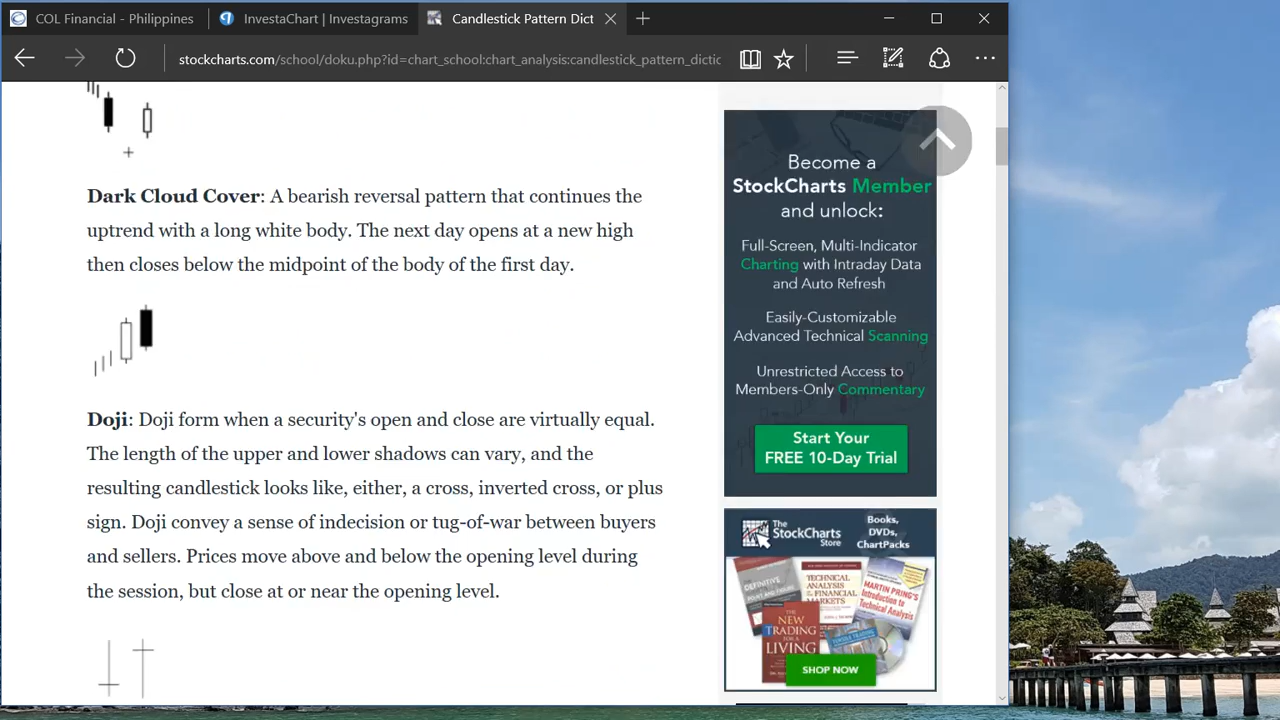 COL Financial - Philippines
InvestaChart | Investagrams
Candlestick Pattern Dict
stockcharts.com/school/doku.php?id=chart_school:chart_analysis:candlestick_pattern_dictic
Dark Cloud Cover: A bearish reversal pattern that continues the
uptrend with a long white body. The next day opens at a new high
then closes below the midpoint of the body of the first day.
Doji: Doji form when a security's open and close are virtually equal.
The length of the upper and lower shadows can vary, and the
resulting candlestick looks like, either, a cross, inverted cross, or plus
sign. Doji convey a sense of indecision or tug-of-war between buyers
and sellers. Prices move above and below the opening level during
the session, but close at or near the opening level.
Become a
StockCharts Member
and unlock:
Full-Screen, Multi-Indicator
Charting with Intraday Data
and Auto Refresh
Easily-Customizable
Advanced Technical Scanning
Unrestricted Access to
Members-Only Commentary
Start Your
FREE 10-Day Trial
The
StockCharts
Store
Books,
DVDs,
ChartPacks
DEFINITIVE
TECHNICAL
ANALYSIS
OF THE FINANCIAL
MARKETS
MARTIN PRING'S
Introduction to
Technical Analysis
THE
NEW
TRADING
FOR A
LIVING
SHOP NOW